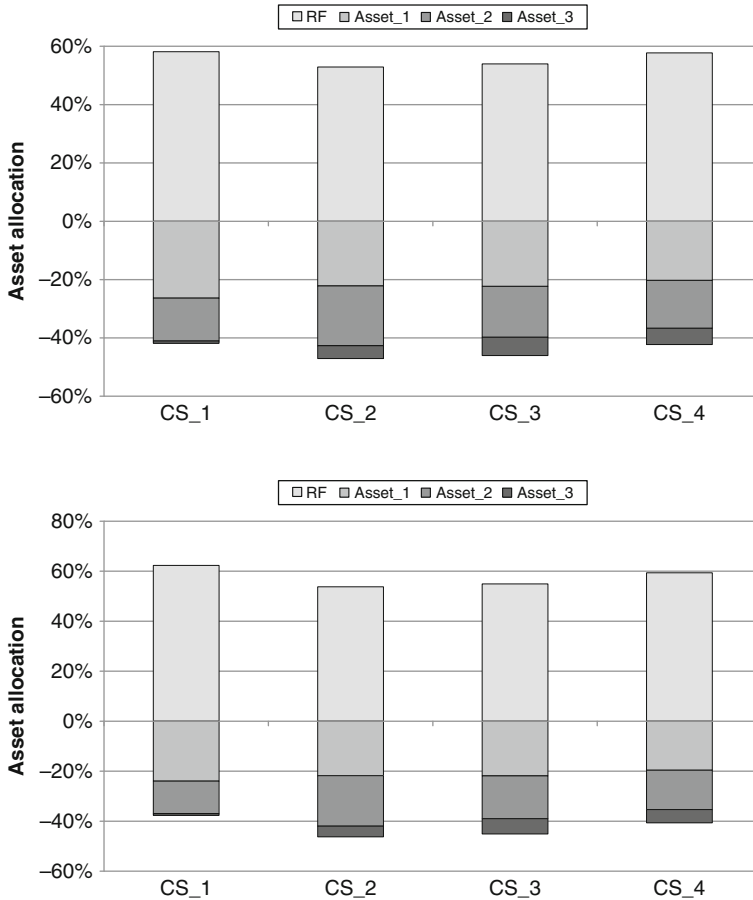 RF Asset_1 Asset_2 Asset_3
60%
40%
20%
0%
–20%
–40%
–60%
Asset allocation
CS_1 CS_2 CS_3 CS_4
RF Asset_1 Asset_2 Asset_3
80%
60%
40%
20%
0%
–20%
–40%
–60%
Asset allocation
CS_1 CS_2 CS_3 CS_4